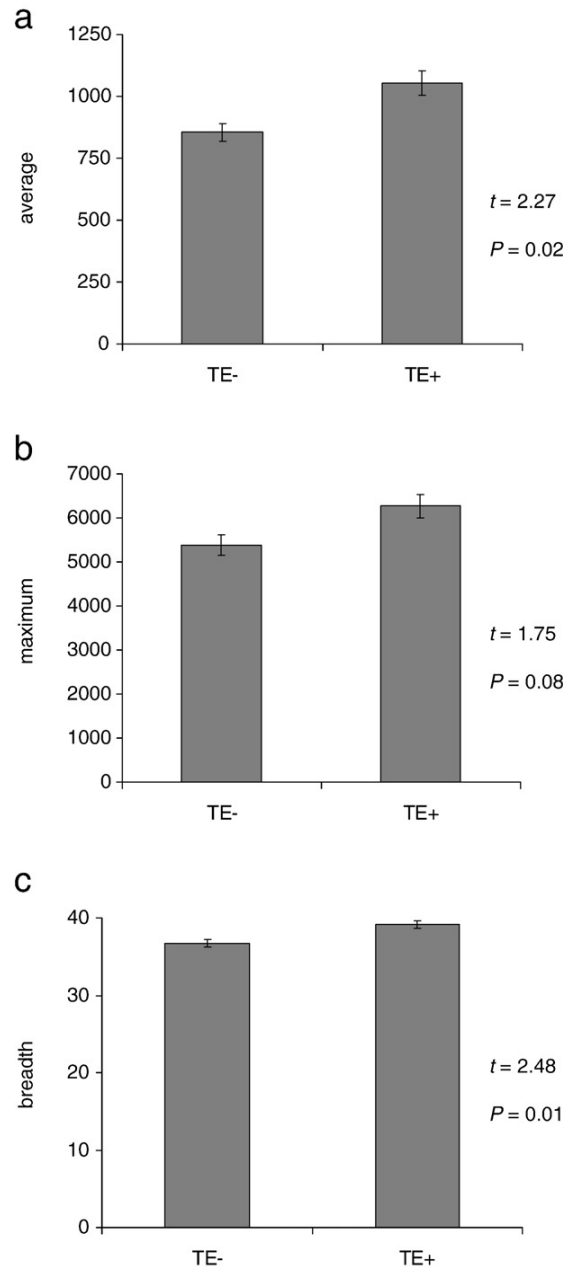 a
1250
1000
750
500
250
0
average
t = 2.27
P = 0.02
TE-
TE+
b
7000
6000
5000
4000
3000
2000
1000
0
maximum
t = 1.75
P = 0.08
TE-
TE+
c
40
30
20
10
0
breadth
t = 2.48
P = 0.01
TE-
TE+